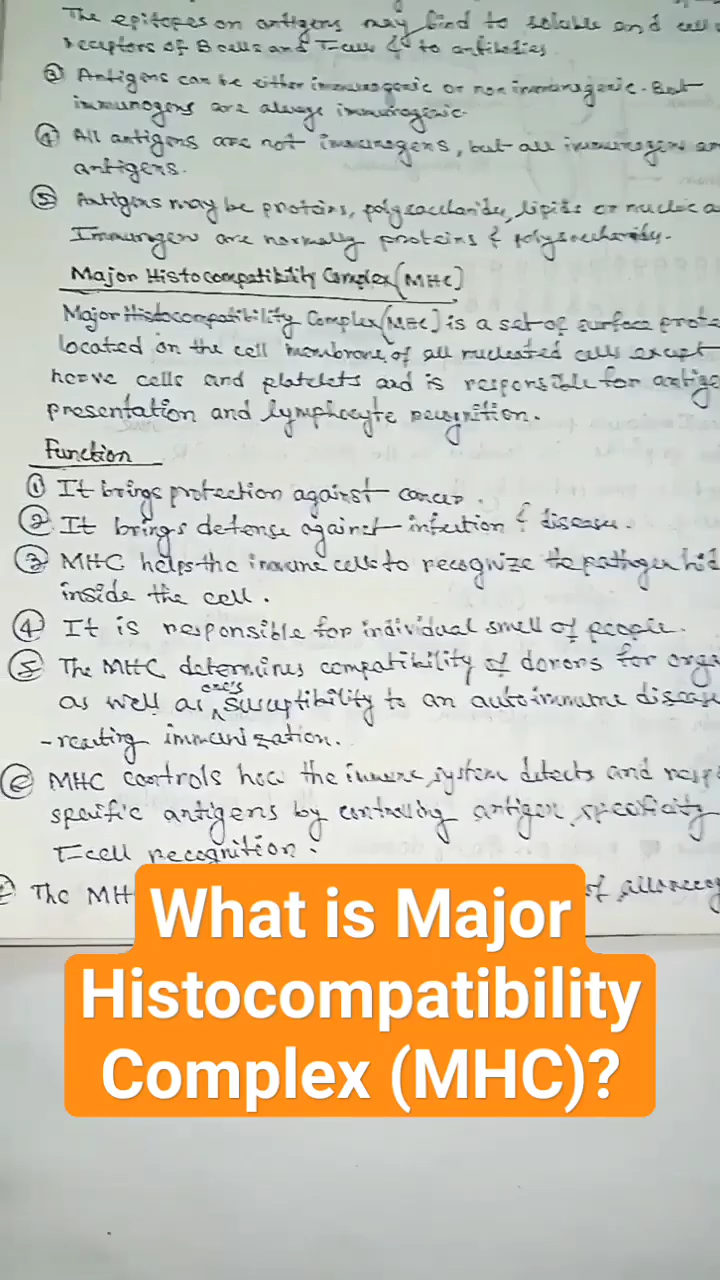 The epitopes on antigens may bind to soluble and cell
receptors of B cells and T-cells & to antibodies.
③ Antigens can be either immunogenic or non immunogenic. But
immunogens are always immunogenic.
④ All antigens are not immunogens, but all immunogen are
antigens.
⑤ Antigens may be proteins, polysaccharide, lipids or nucleic a
Immunogen are normally proteins & polysaccharide.
Major Histocompatibility Complex (MHC)
Major Histocompatibility Complex (MHC) is a set of surface prote
located on the cell membrane of all nucleated cells except
nerve cells and platelets and is responsible for antige
presentation and lymphocyte recognition.
Function
① It brings protection against cancer.
② It brings defense against infection & disease.
③ MHC helps the immune cells to recognize the pathogen hid
inside the cell.
④ It is responsible for individual smell of people.
⑤ The MHC determines compatibility of donors for orga
as well as one's susceptibility to an autoimmune disease
-reating immunization.
⑥ MHC controls how the immune system detects and resp
specific antigens by controlling antigen specificity
T-cell recognition.
The MH of
What is Major
Histocompatibility
Complex (MHC)?